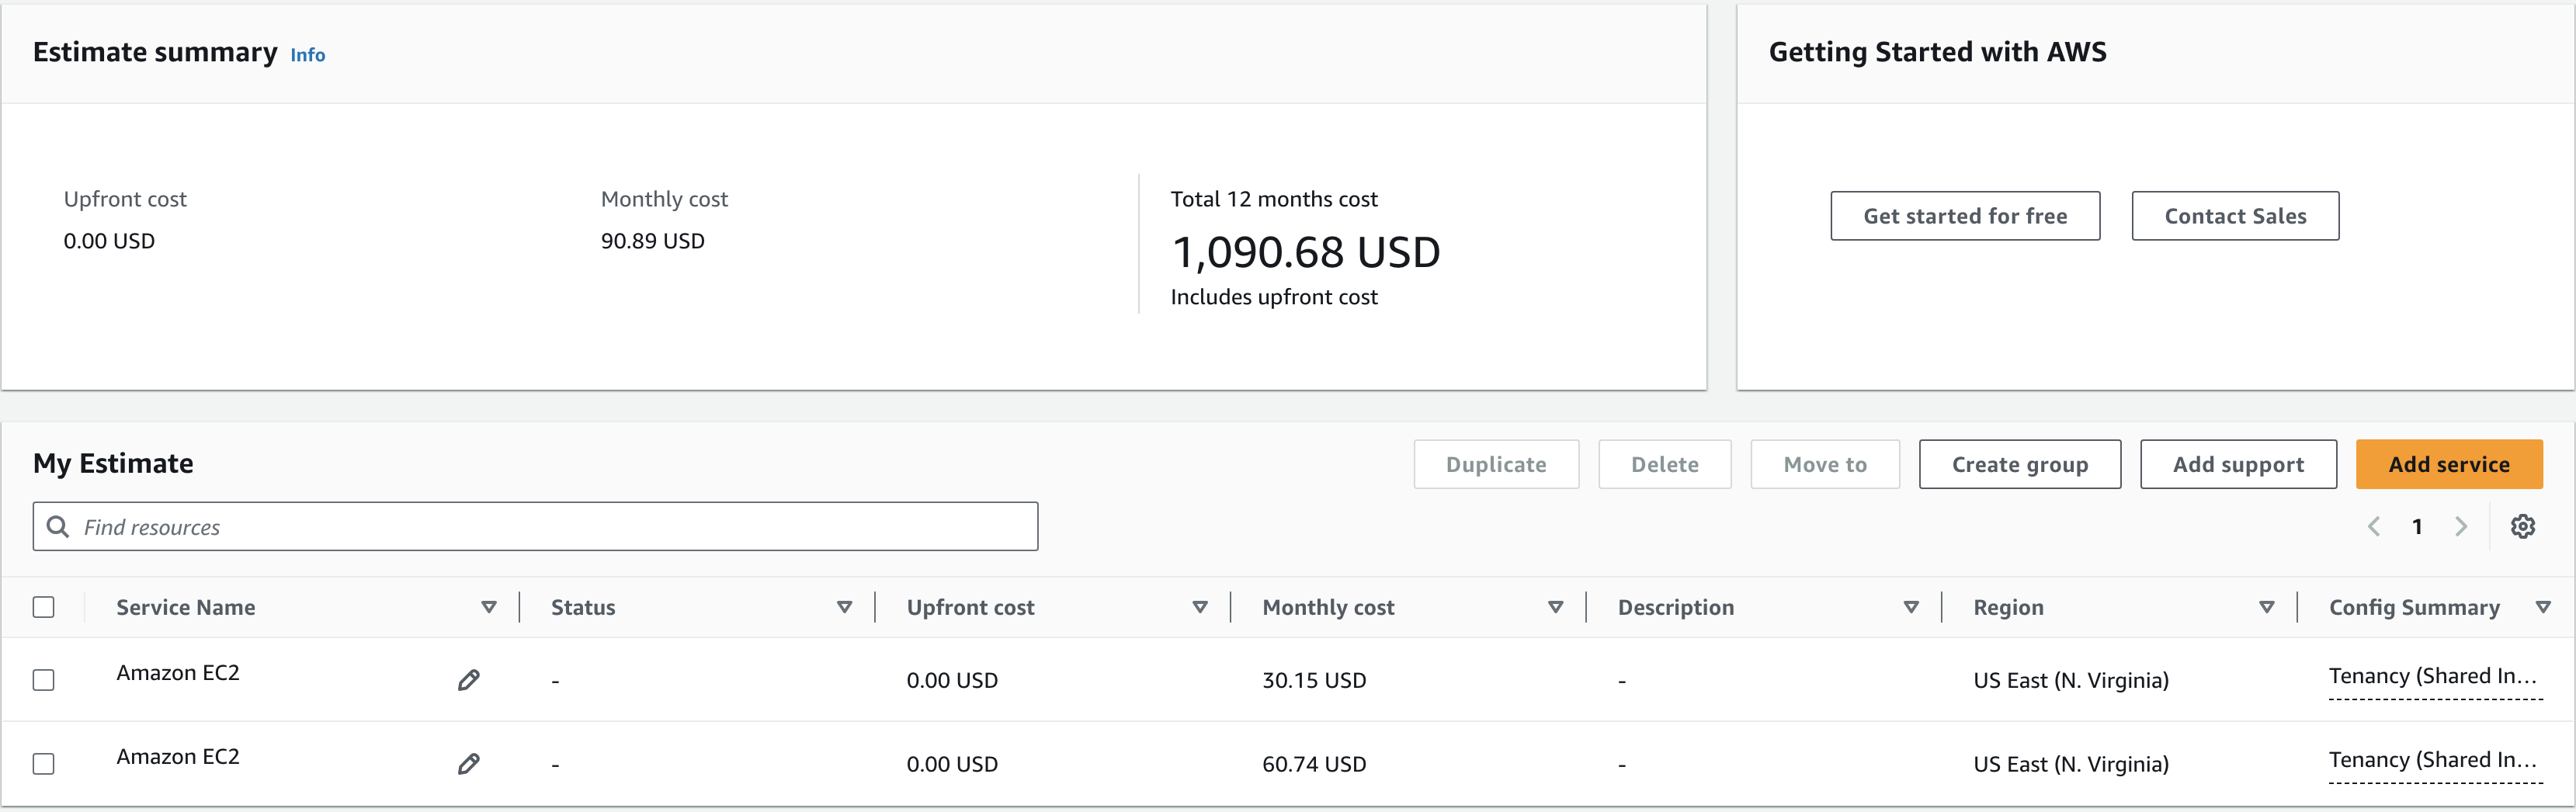 Estimate summary Info
Getting Started with AWS
Upfront cost
0.00 USD
Monthly cost
90.89 USD
Total 12 months cost
1,090.68 USD
Includes upfront cost
Get started for free
Contact Sales
My Estimate
Duplicate
Delete
Move to
Create group
Add support
Add service
Find resources
1
Service Name Status Upfront cost Monthly cost Description Region Config Summary
Amazon EC2 - 0.00 USD 30.15 USD - US East (N. Virginia) Tenancy (Shared In...
Amazon EC2 - 0.00 USD 60.74 USD - US East (N. Virginia) Tenancy (Shared In...